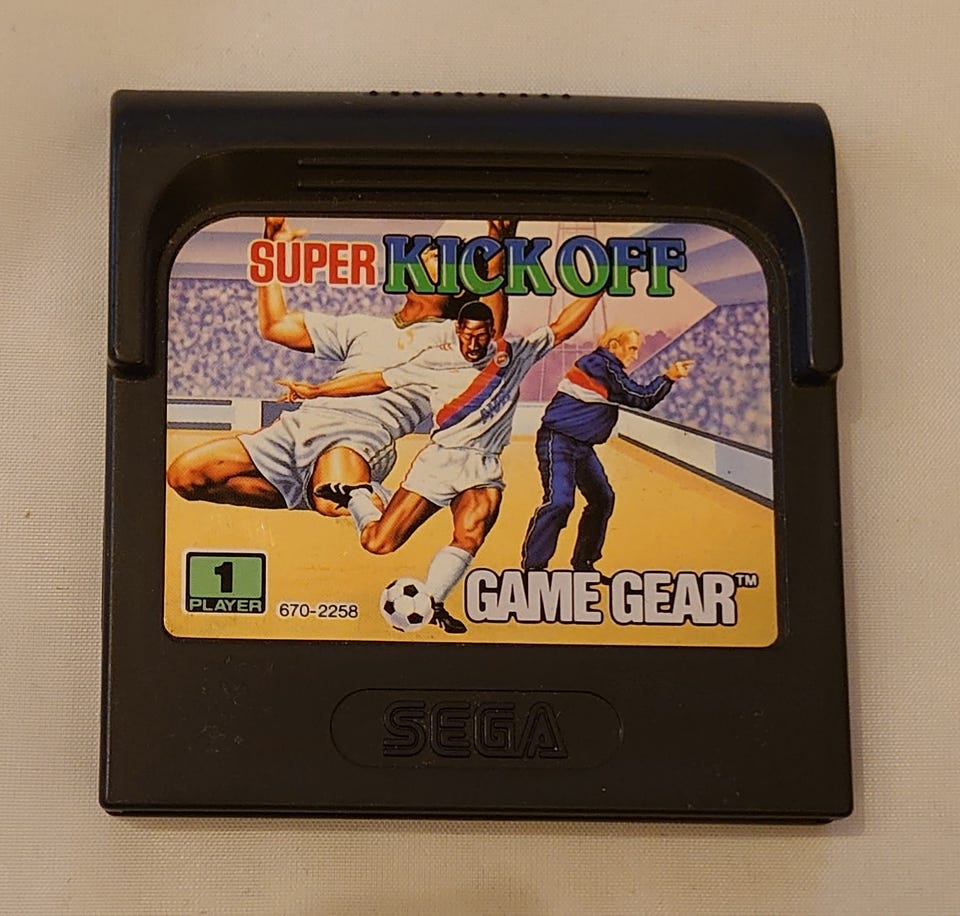 SUPER KICK OFF
1
PLAYER
670-2258
GAME GEAR™
SEGA